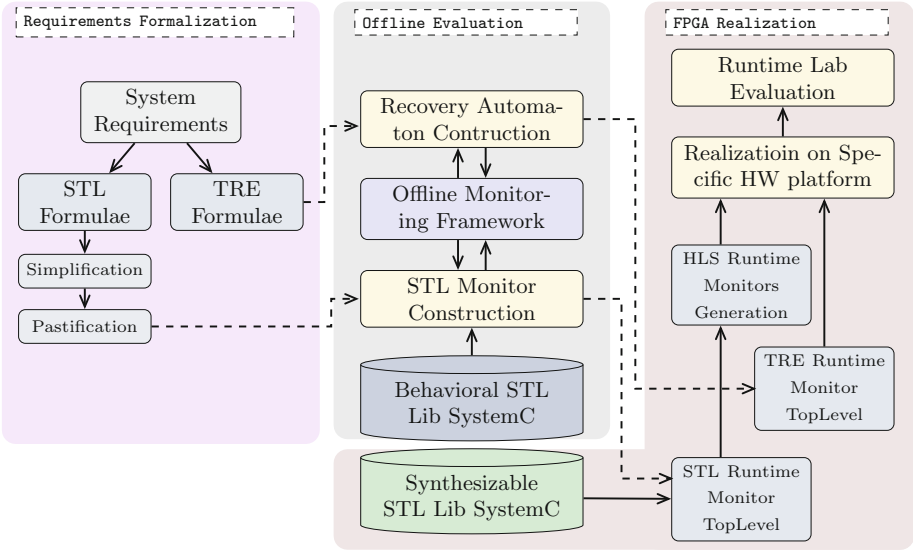 Requirements Formalization
System
Requirements
STL
Formulae
TRE
Formulae
Simplification
Pastification
Offline Evaluation
Recovery Automa-
ton Contruction
Offline Monitor-
ing Framework
STL Monitor
Construction
Behavioral STL
Lib SystemC
Synthesizable
STL Lib SystemC
FPGA Realization
Runtime Lab
Evaluation
Realizatioin on Spe-
cific HW platform
HLS Runtime
Monitors
Generation
TRE Runtime
Monitor
TopLevel
STL Runtime
Monitor
TopLevel